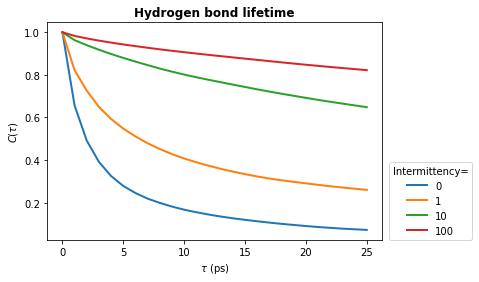 Hydrogen bond lifetime
1.0
0.8
0.6
0.4
0.2
C(τ)
0 5 10 15 20 25
τ (ps)
Intermittency=
0
1
10
100